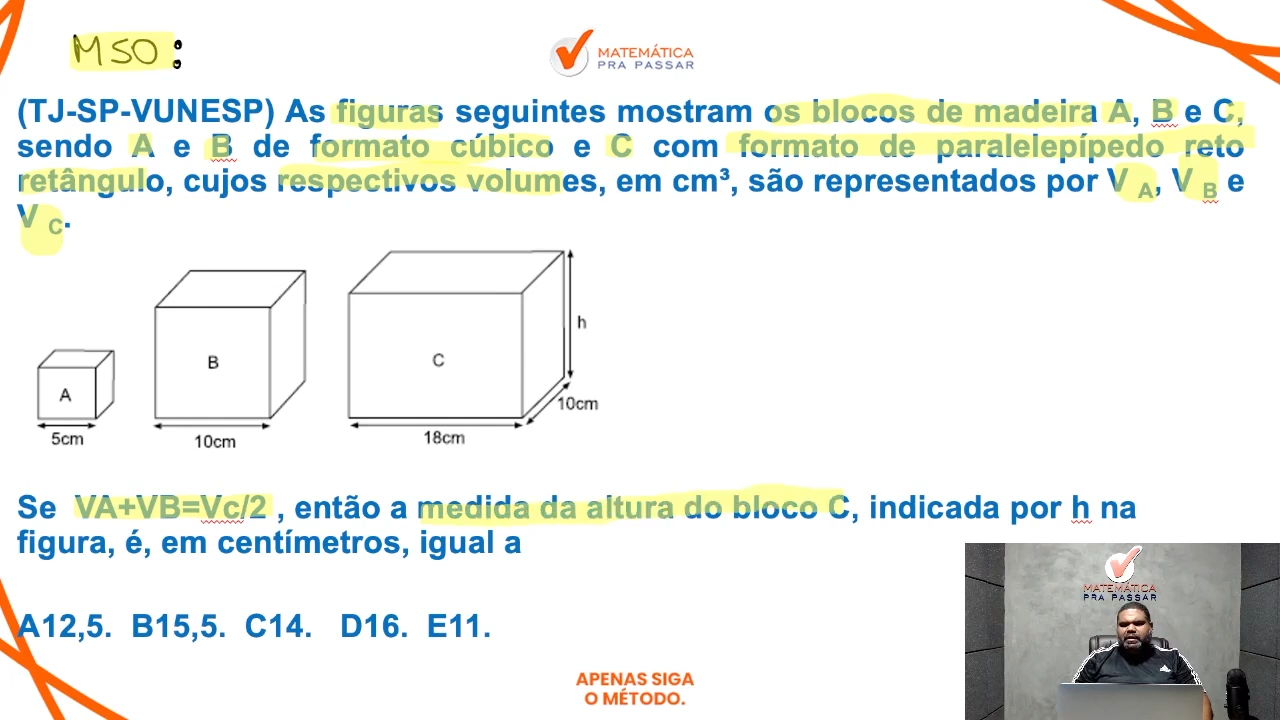 MSO:
MATEMÁTICA
PRA PASSAR
(TJ-SP-VUNESP) As figuras seguintes mostram os blocos de madeira A, B e C,
sendo A e B de formato cúbico e C com formato de paralelepípedo reto
retângulo, cujos respectivos volumes, em cm³, são representados por V A, V B e
V C.
h
B
C
A
10cm
5cm
10cm
18cm
Se VA+VB=Vc/2 , então a medida da altura do bloco C, indicada por h na
figura, é, em centímetros, igual a
MATEMÁTICA
PRA PASSAR
A12,5. B15,5. C14. D16. E11.
APENAS SIGA
O MÉTODO.